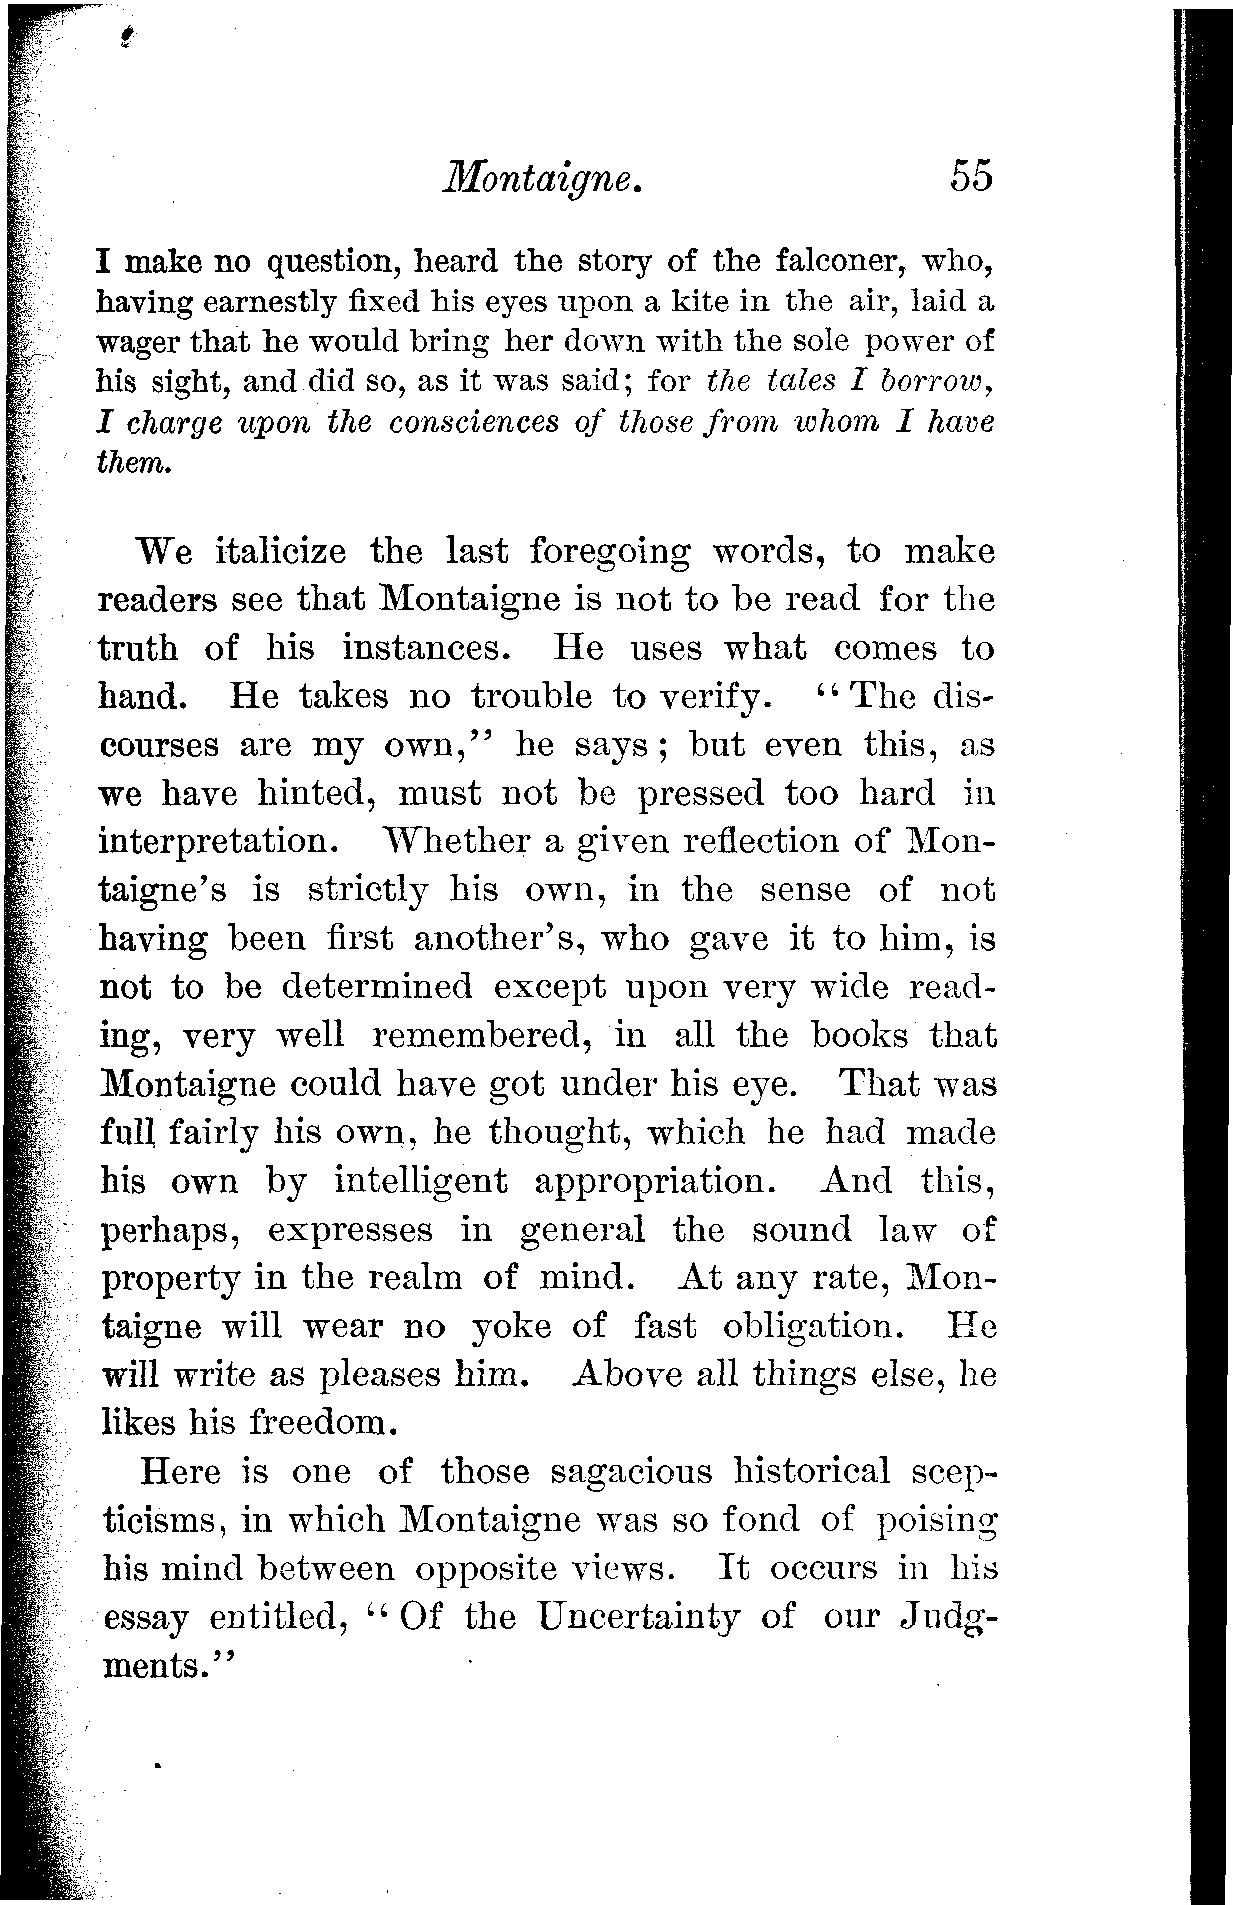 Montaigne. 55
I make no question, heard the story of the falconer, who,
having earnestly fixed his eyes upon a kite in the air, laid a
wager that he would bring her down with the sole power of
his sight, and did so, as it was said; for the tales I borrow,
I charge upon the consciences of those from whom I have
them.
We italicize the last foregoing words, to make
readers see that Montaigne is not to be read for the
truth of his instances. He uses what comes to
hand. He takes no trouble to verify. “The dis-
courses are my own,” he says; but even this, as
we have hinted, must not be pressed too hard in
interpretation. Whether a given reflection of Mon-
taigne's is strictly his own, in the sense of not
having been first another's, who gave it to him, is
not to be determined except upon very wide read-
ing, very well remembered, in all the books that
Montaigne could have got under his eye. That was
full fairly his own, he thought, which he had made
his own by intelligent appropriation. And this,
perhaps, expresses in general the sound law of
property in the realm of mind. At any rate, Mon-
taigne will wear no yoke of fast obligation. He
will write as pleases him. Above all things else, he
likes his freedom.
Here is one of those sagacious historical scep-
ticisms, in which Montaigne was so fond of poising
his mind between opposite views. It occurs in his
essay entitled, “Of the Uncertainty of our Judg-
ments.”